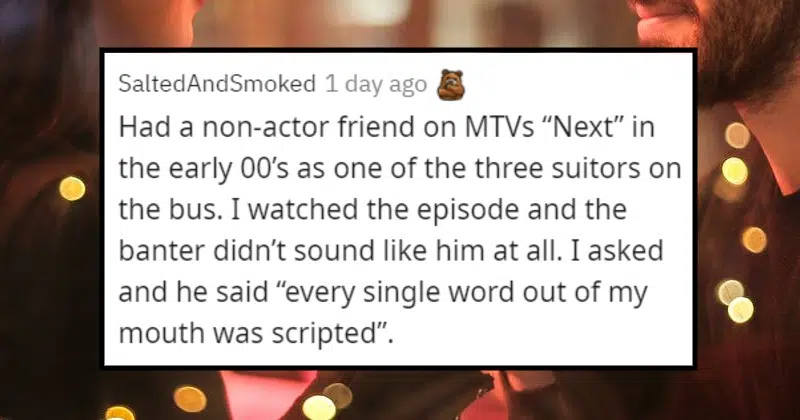 SaltedAndSmoked 1 day ago
Had a non-actor friend on MTVs “Next” in
the early 00’s as one of the three suitors on
the bus. I watched the episode and the
banter didn’t sound like him at all. I asked
and he said “every single word out of my
mouth was scripted”.